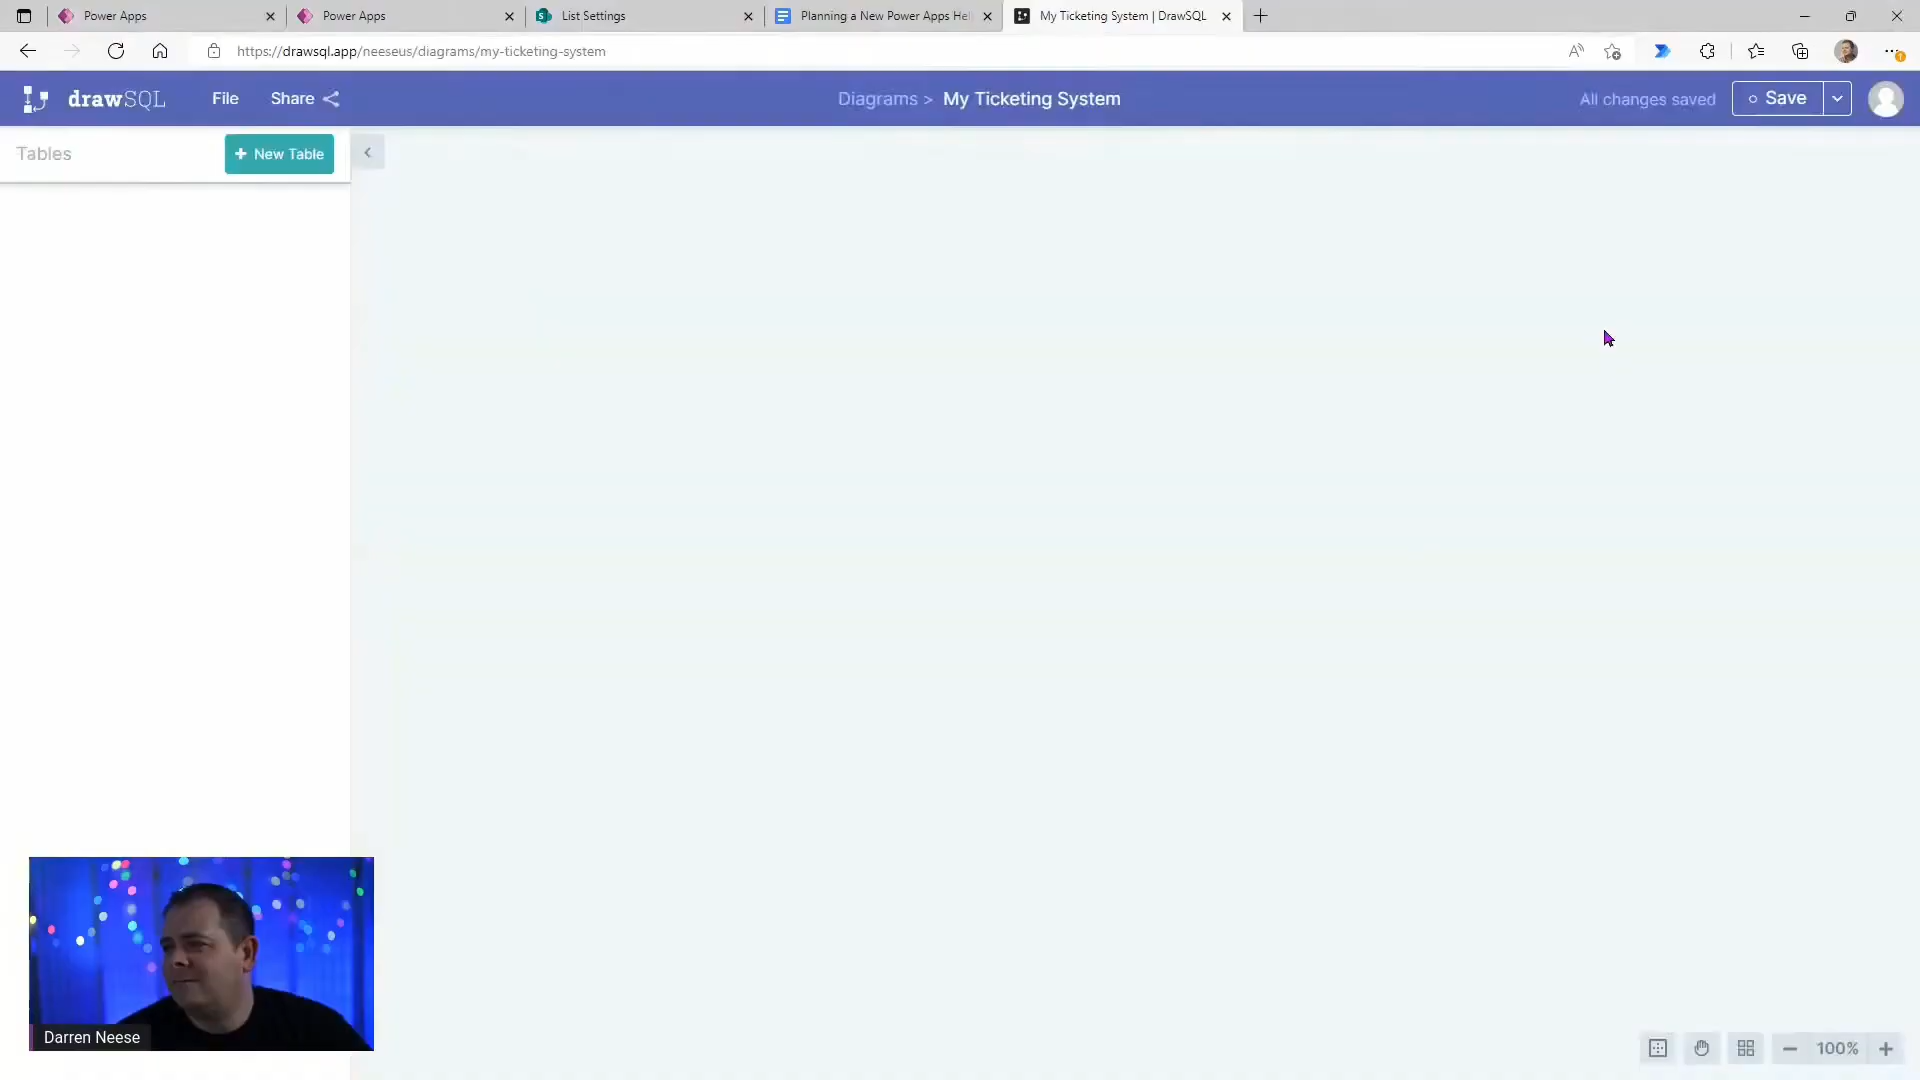 Power Apps
Power Apps
List Settings
Planning a New Power Apps Hel
My Ticketing System | DrawSQL
https://drawsql.app/neeseus/diagrams/my-ticketing-system
drawSQL
File
Share
Diagrams > My Ticketing System
All changes saved
Save
Tables
+ New Table
Darren Neese
100%